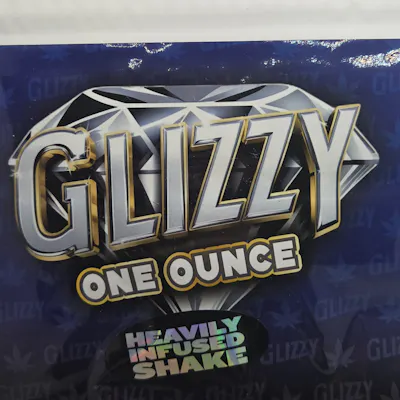 GLIZZY
ONE OUNCE
HEAVILY
INFUSED
SHAKE